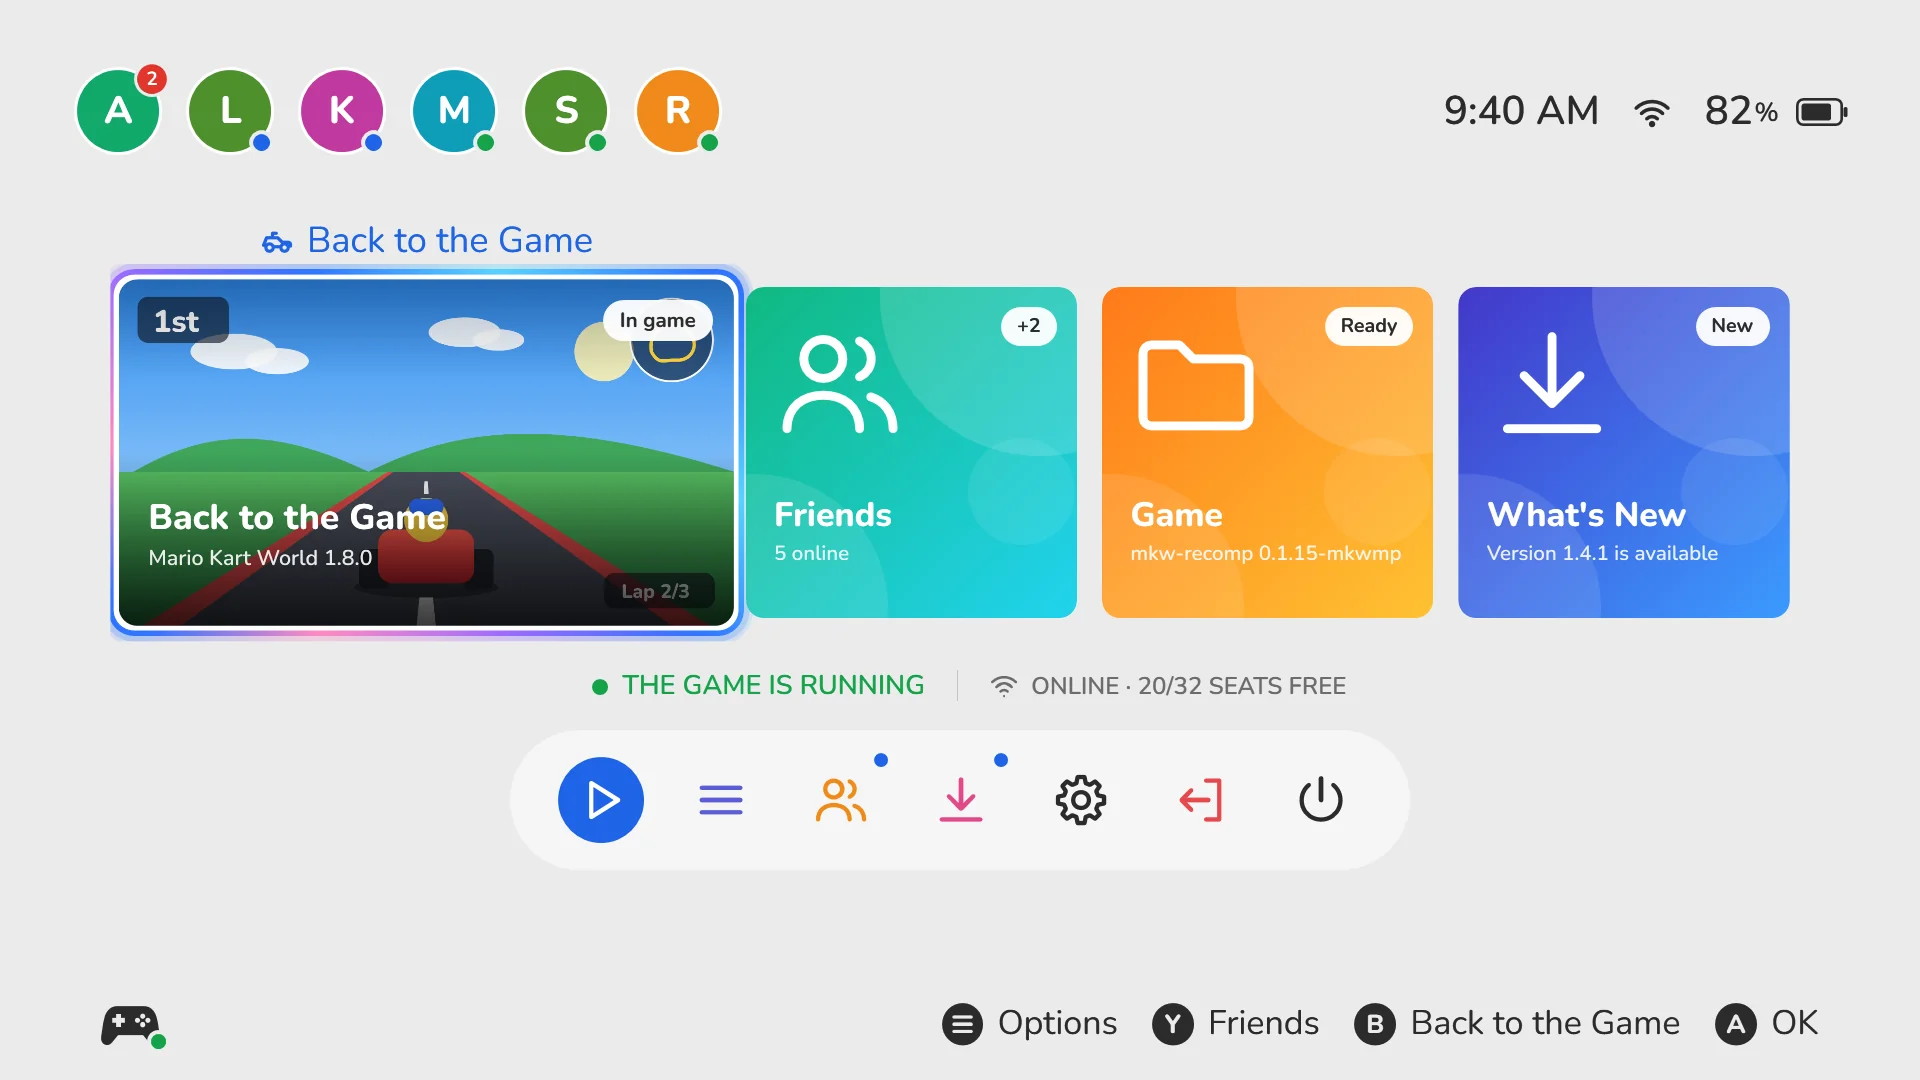 A
2
L
K
M
S
R
9:40 AM
82%
Back to the Game
1st
In game
Back to the Game
Mario Kart World 1.8.0
Lap 2/3
+2
Friends
5 online
Ready
Game
mkw-recomp 0.1.15-mkwmp
New
What's New
Version 1.4.1 is available
THE GAME IS RUNNING
ONLINE · 20/32 SEATS FREE
Options
Y Friends
B Back to the Game
A OK